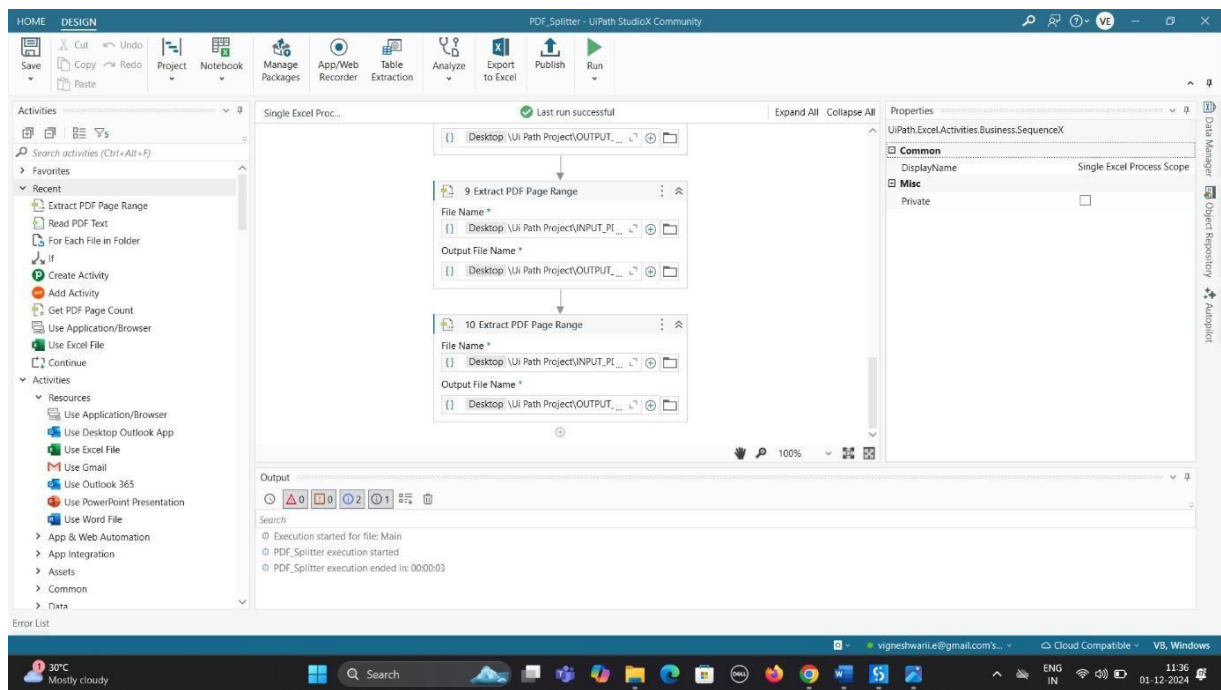 HOME DESIGN
PDF_Splitter - UiPath StudioX Community
VE
Save
Cut
Copy
Paste
Undo
Redo
Project
Notebook
Manage Packages
App/Web Recorder
Table Extraction
Analyze
Export to Excel
Publish
Run
Activities
Search activities (Ctrl+Alt+F)
Favorites
Recent
Extract PDF Page Range
Read PDF Text
For Each File in Folder
If
Create Activity
Add Activity
Get PDF Page Count
Use Application/Browser
Use Excel File
Continue
Activities
Resources
Use Application/Browser
Use Desktop Outlook App
Use Excel File
Use Gmail
Use Outlook 365
Use PowerPoint Presentation
Use Word File
App & Web Automation
App Integration
Assets
Common
Data
Single Excel Proc...
Last run successful
Expand All Collapse All
Desktop \Ui Path Project\OUTPUT_...
9 Extract PDF Page Range
File Name *
Desktop \Ui Path Project\INPUT_PI...
Output File Name *
Desktop \Ui Path Project\OUTPUT_...
10 Extract PDF Page Range
File Name *
Desktop \Ui Path Project\INPUT_PI...
Output File Name *
Desktop \Ui Path Project\OUTPUT_...
100%
Output
0 0 2 1
Search
Execution started for file: Main
PDF_Splitter execution started
PDF_Splitter execution ended in: 00:00:03
Properties
UiPath.Excel.Activities.Business.SequenceX
Common
DisplayName Single Excel Process Scope
Misc
Private
Data Manager
Object Repository
Autopilot
Error List
vigneshwarii.e@gmail.com's...
Cloud Compatible
VB, Windows
1
30°C
Mostly cloudy
Search
DELL
ENG
IN
11:36
01-12-2024